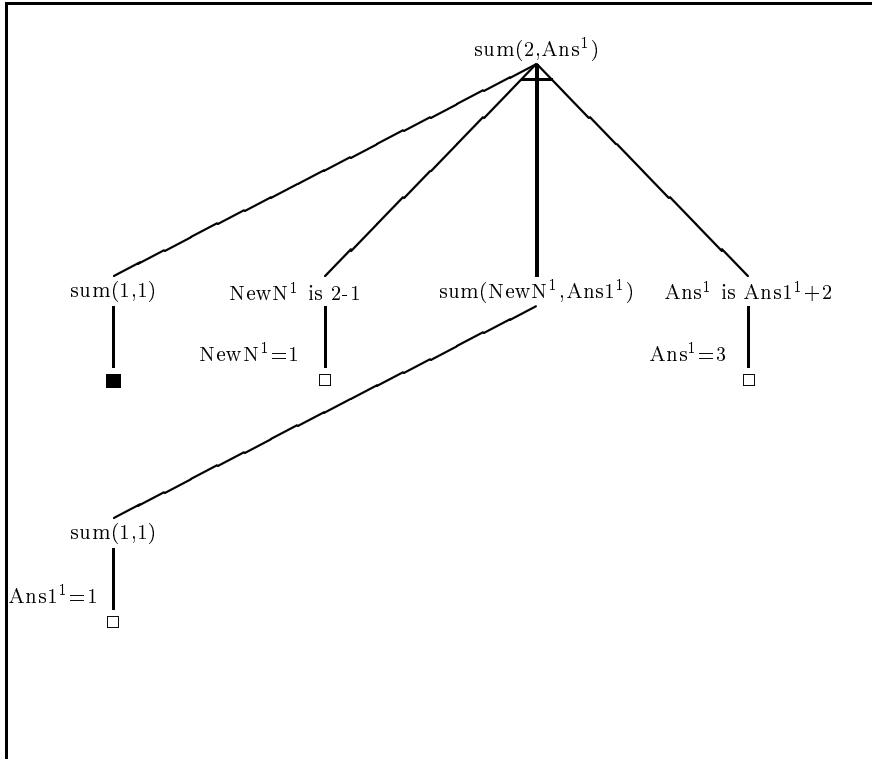 sum(2,Ans¹)
sum(1,1)
NewN¹ is 2-1
sum(NewN¹,Ans1¹)
Ans¹ is Ans1¹+2
NewN¹=1
Ans¹=3
sum(1,1)
Ans1¹=1